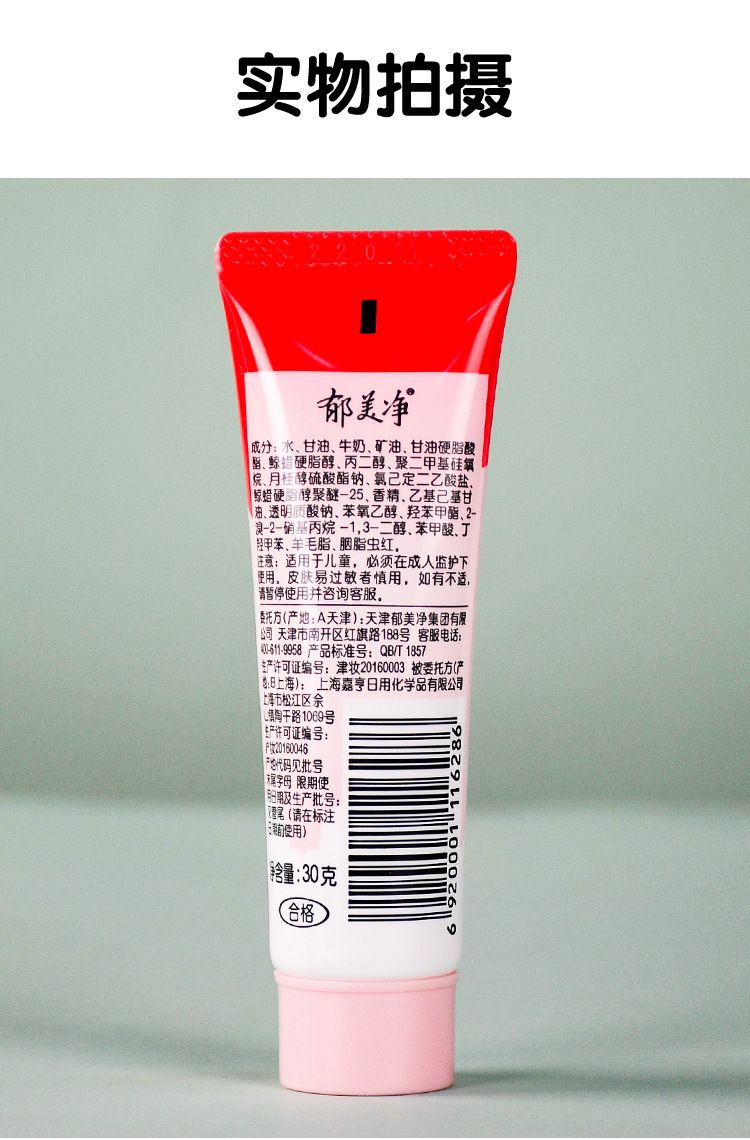 实物拍摄
郁美净®
成分：水、甘油、牛奶、矿油、甘油硬脂酸
酯、鲸蜡硬脂醇、丙二醇、聚二甲基硅氧
烷、月桂醇硫酸酯钠、氯己定二乙酸盐、
鲸蜡硬脂醇聚醚-25、香精、乙基己基甘
油、透明质酸钠、苯氧乙醇、羟苯甲酯、2-
溴-2-硝基丙烷 -1,3-二醇、苯甲酸、丁
羟甲苯、羊毛脂、胭脂虫红。
注意：适用于儿童，必须在成人监护下
使用。皮肤易过敏者慎用，如有不适，
请暂停使用并咨询客服。
委托方(产地:A天津):天津郁美净集团有限
公司 天津市南开区红旗路188号 客服电话:
400-611-9958 产品标准号: QB/T 1857
生产许可证编号: 津妆20160003 被委托方(产
地:B上海): 上海嘉亨日用化学品有限公司
上海市松江区佘
山镇陶干路1069号
生产许可证编号:
沪妆20160046
产地代码见批号
末尾字母 限期使
用日期及生产批号:
见管尾 (请在标注
日期前使用)
净含量:30克
合格
6 920001 116286